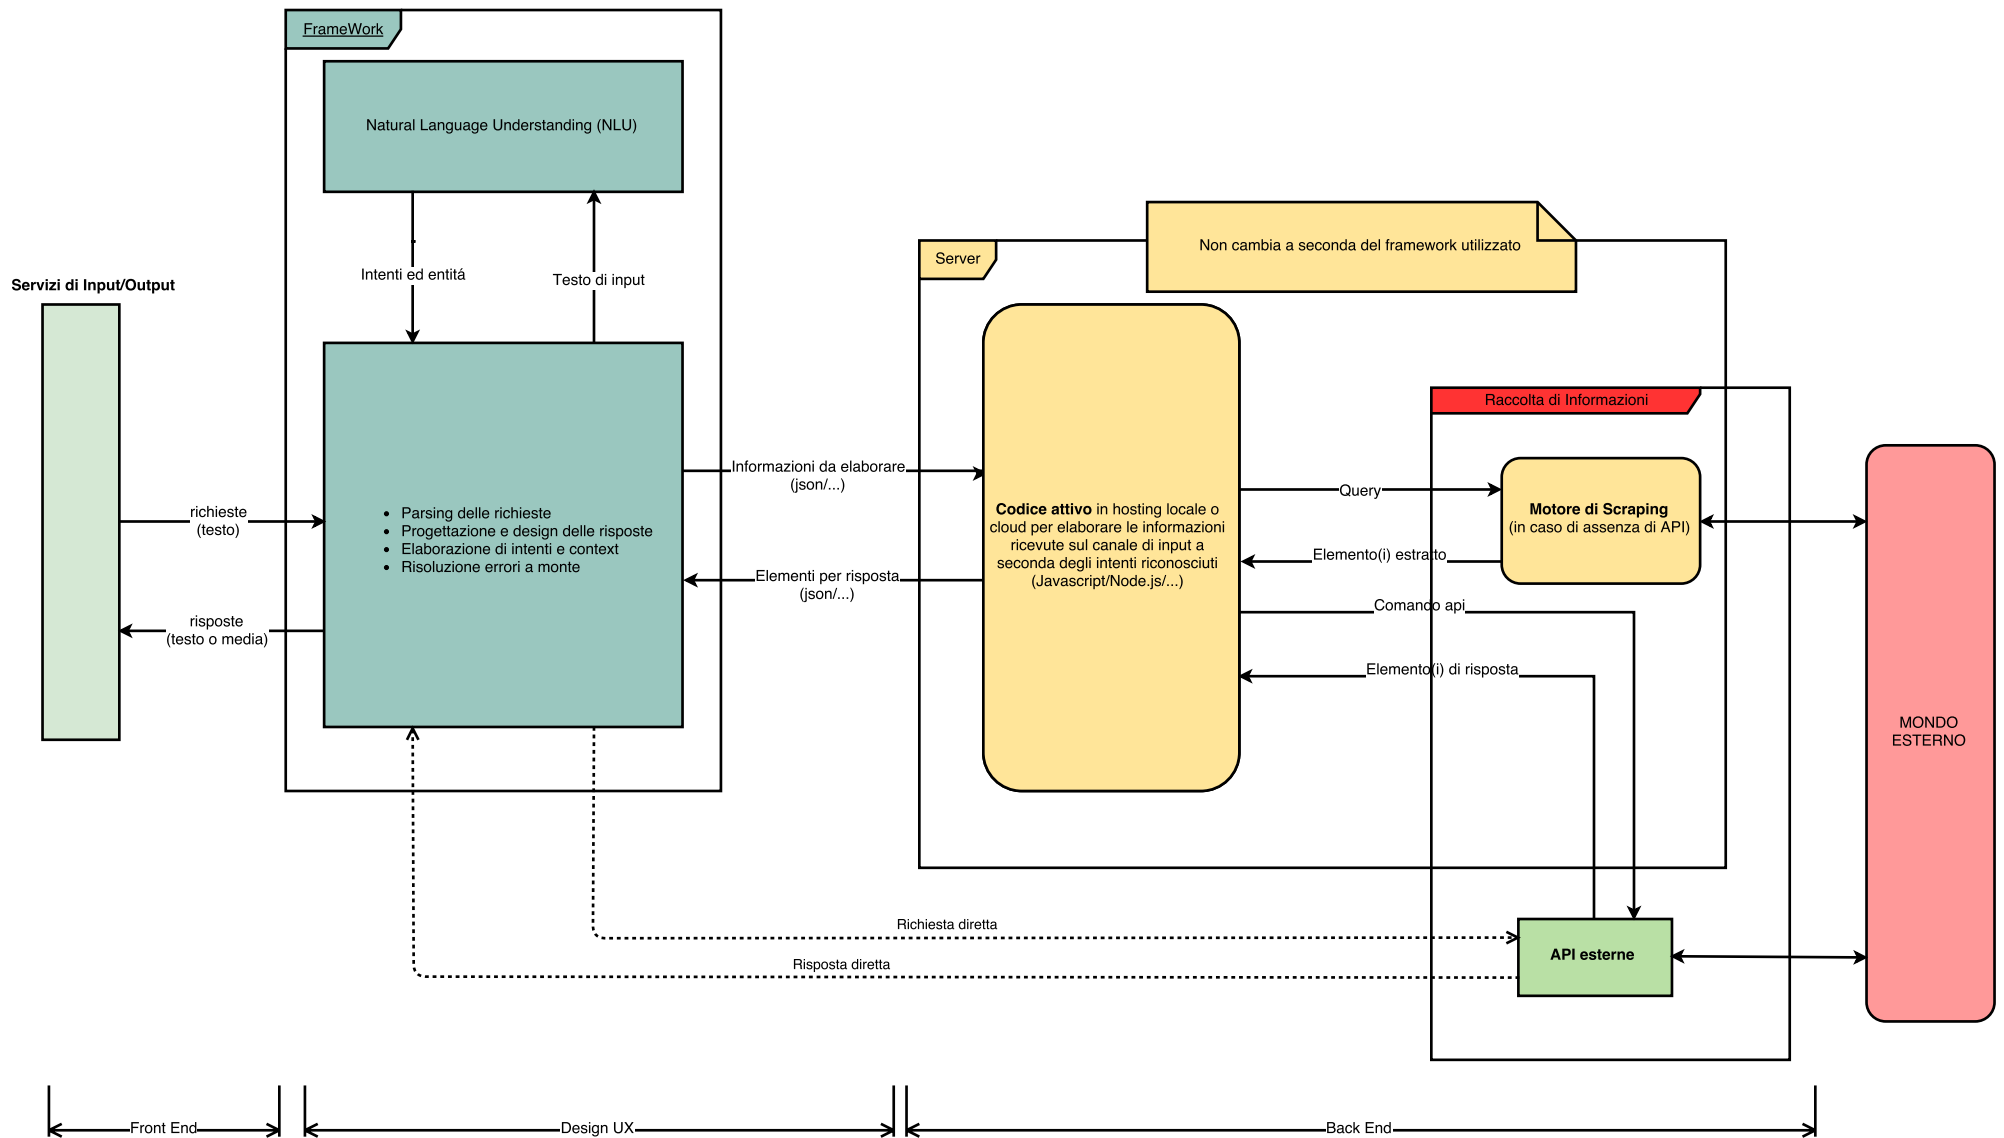 FrameWork
Natural Language Understanding (NLU)
Intenti ed entitá
Testo di input
Servizi di Input/Output
richieste
(testo)
risposte
(testo o media)
Parsing delle richieste
Progettazione e design delle risposte
Elaborazione di intenti e context
Risoluzione errori a monte
Informazioni da elaborare
(json/...)
Elementi per risposta
(json/...)
Non cambia a seconda del framework utilizzato
Server
Codice attivo in hosting locale o
cloud per elaborare le informazioni
ricevute sul canale di input a
seconda degli intenti riconosciuti
(Javascript/Node.js/...)
Raccolta di Informazioni
Query
Motore di Scraping
(in caso di assenza di API)
Elemento(i) estratto
Comando api
Elemento(i) di risposta
MONDO
ESTERNO
Richiesta diretta
Risposta diretta
API esterne
Front End
Design UX
Back End